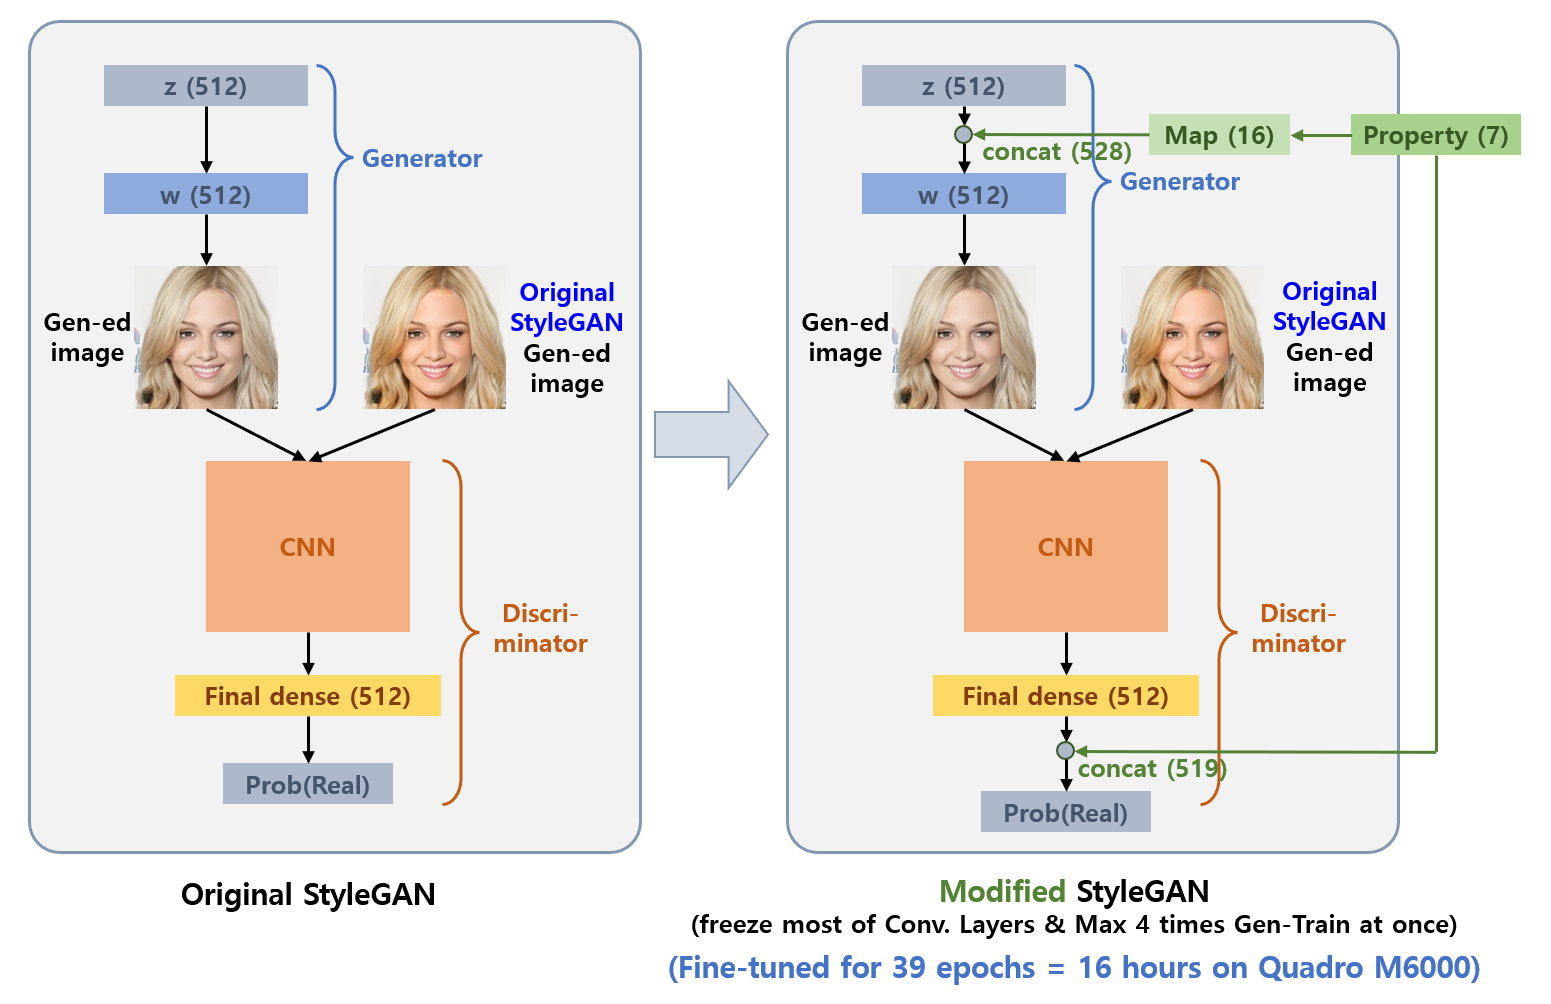 z (512)
w (512)
Generator
Gen-ed
image
Original
StyleGAN
Gen-ed
image
CNN
Discri-
minator
Final dense (512)
Prob(Real)
Original StyleGAN
z (512)
Map (16)
Property (7)
concat (528)
w (512)
Generator
Gen-ed
image
Original
StyleGAN
Gen-ed
image
CNN
Discri-
minator
Final dense (512)
concat (519)
Prob(Real)
Modified StyleGAN
(freeze most of Conv. Layers & Max 4 times Gen-Train at once)
(Fine-tuned for 39 epochs = 16 hours on Quadro M6000)